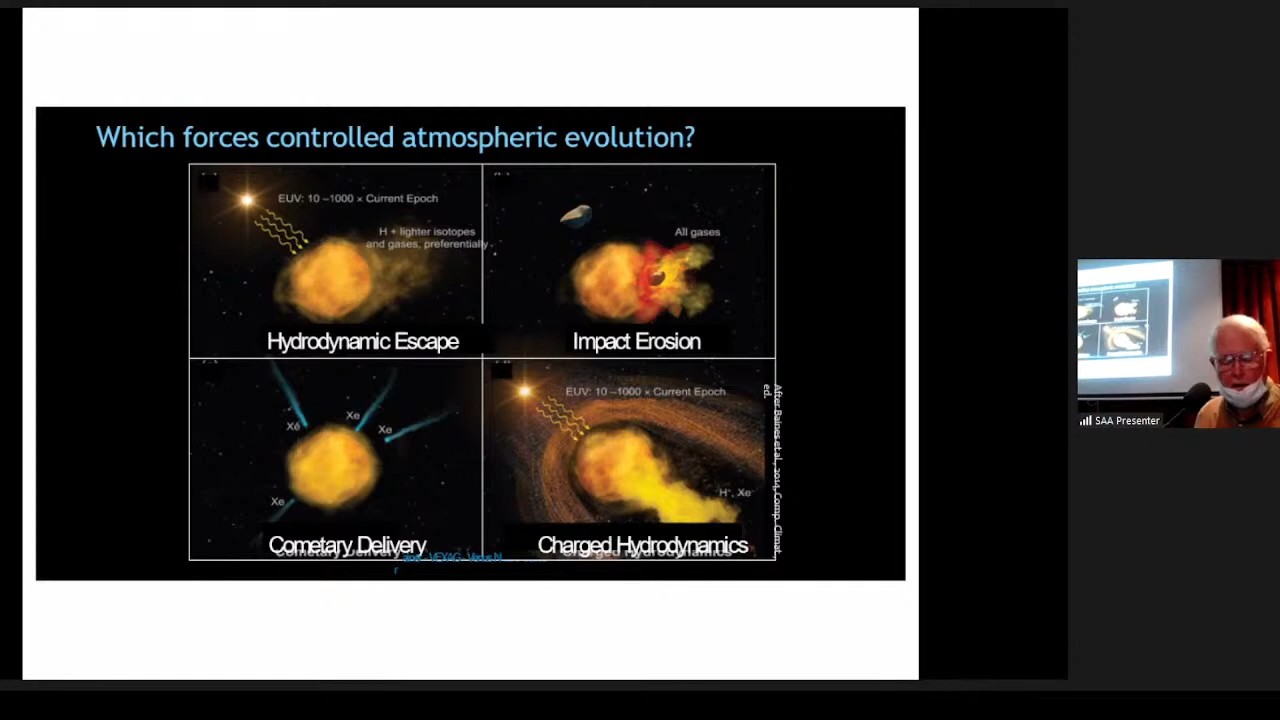 Which forces controlled atmospheric evolution?
EUV: 10 –1000 × Current Epoch
H + lighter isotopes
and gases, preferentially
Hydrodynamic Escape
All gases
Impact Erosion
Xe
Xe
Xe
Xe
Cometary Delivery
EUV: 10 –1000 × Current Epoch
H⁺, Xe
Charged Hydrodynamics
After Baines et al., 2014, Comp. Climat.,
ed.
VEXAG
r
SAA Presenter